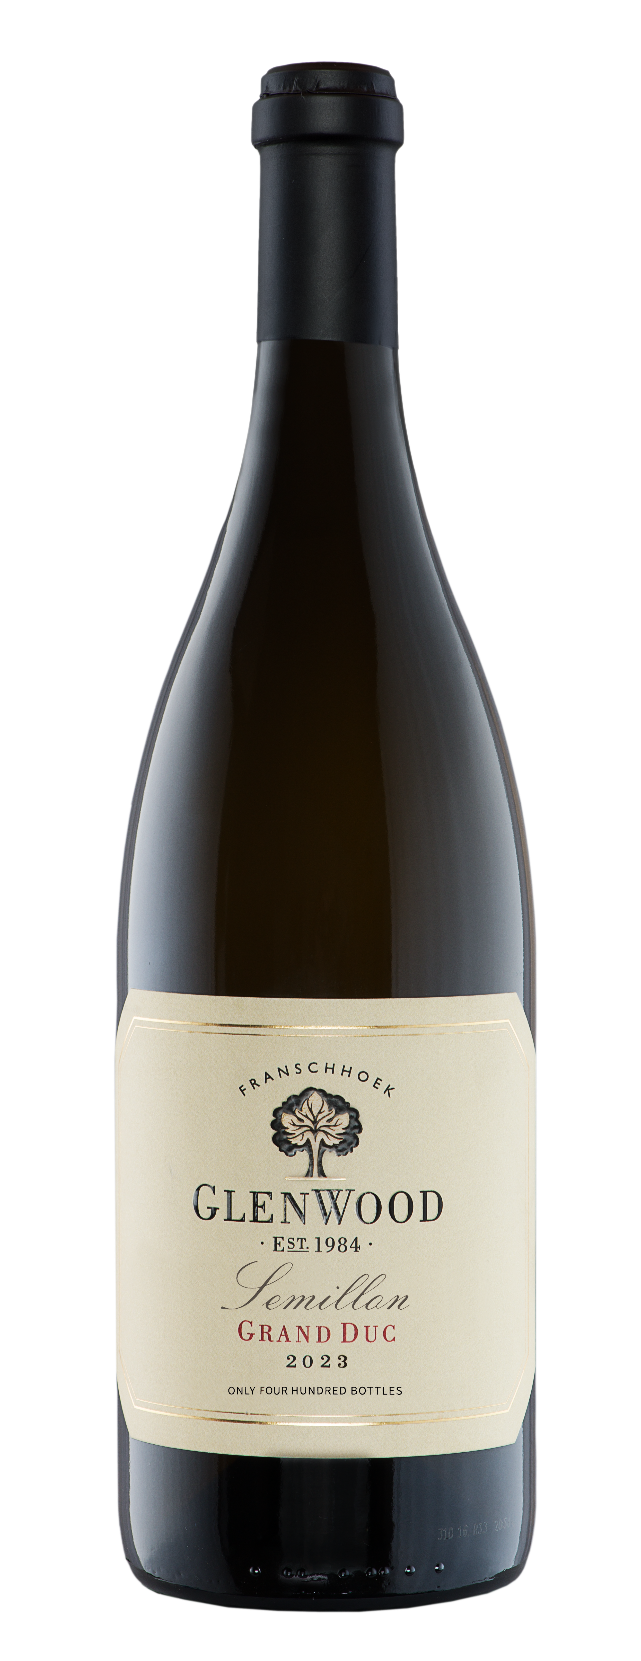 FRANSCHHOEK
GLENWOOD
· EST. 1984 ·
Semillon
GRAND DUC
2023
ONLY FOUR HUNDRED BOTTLES